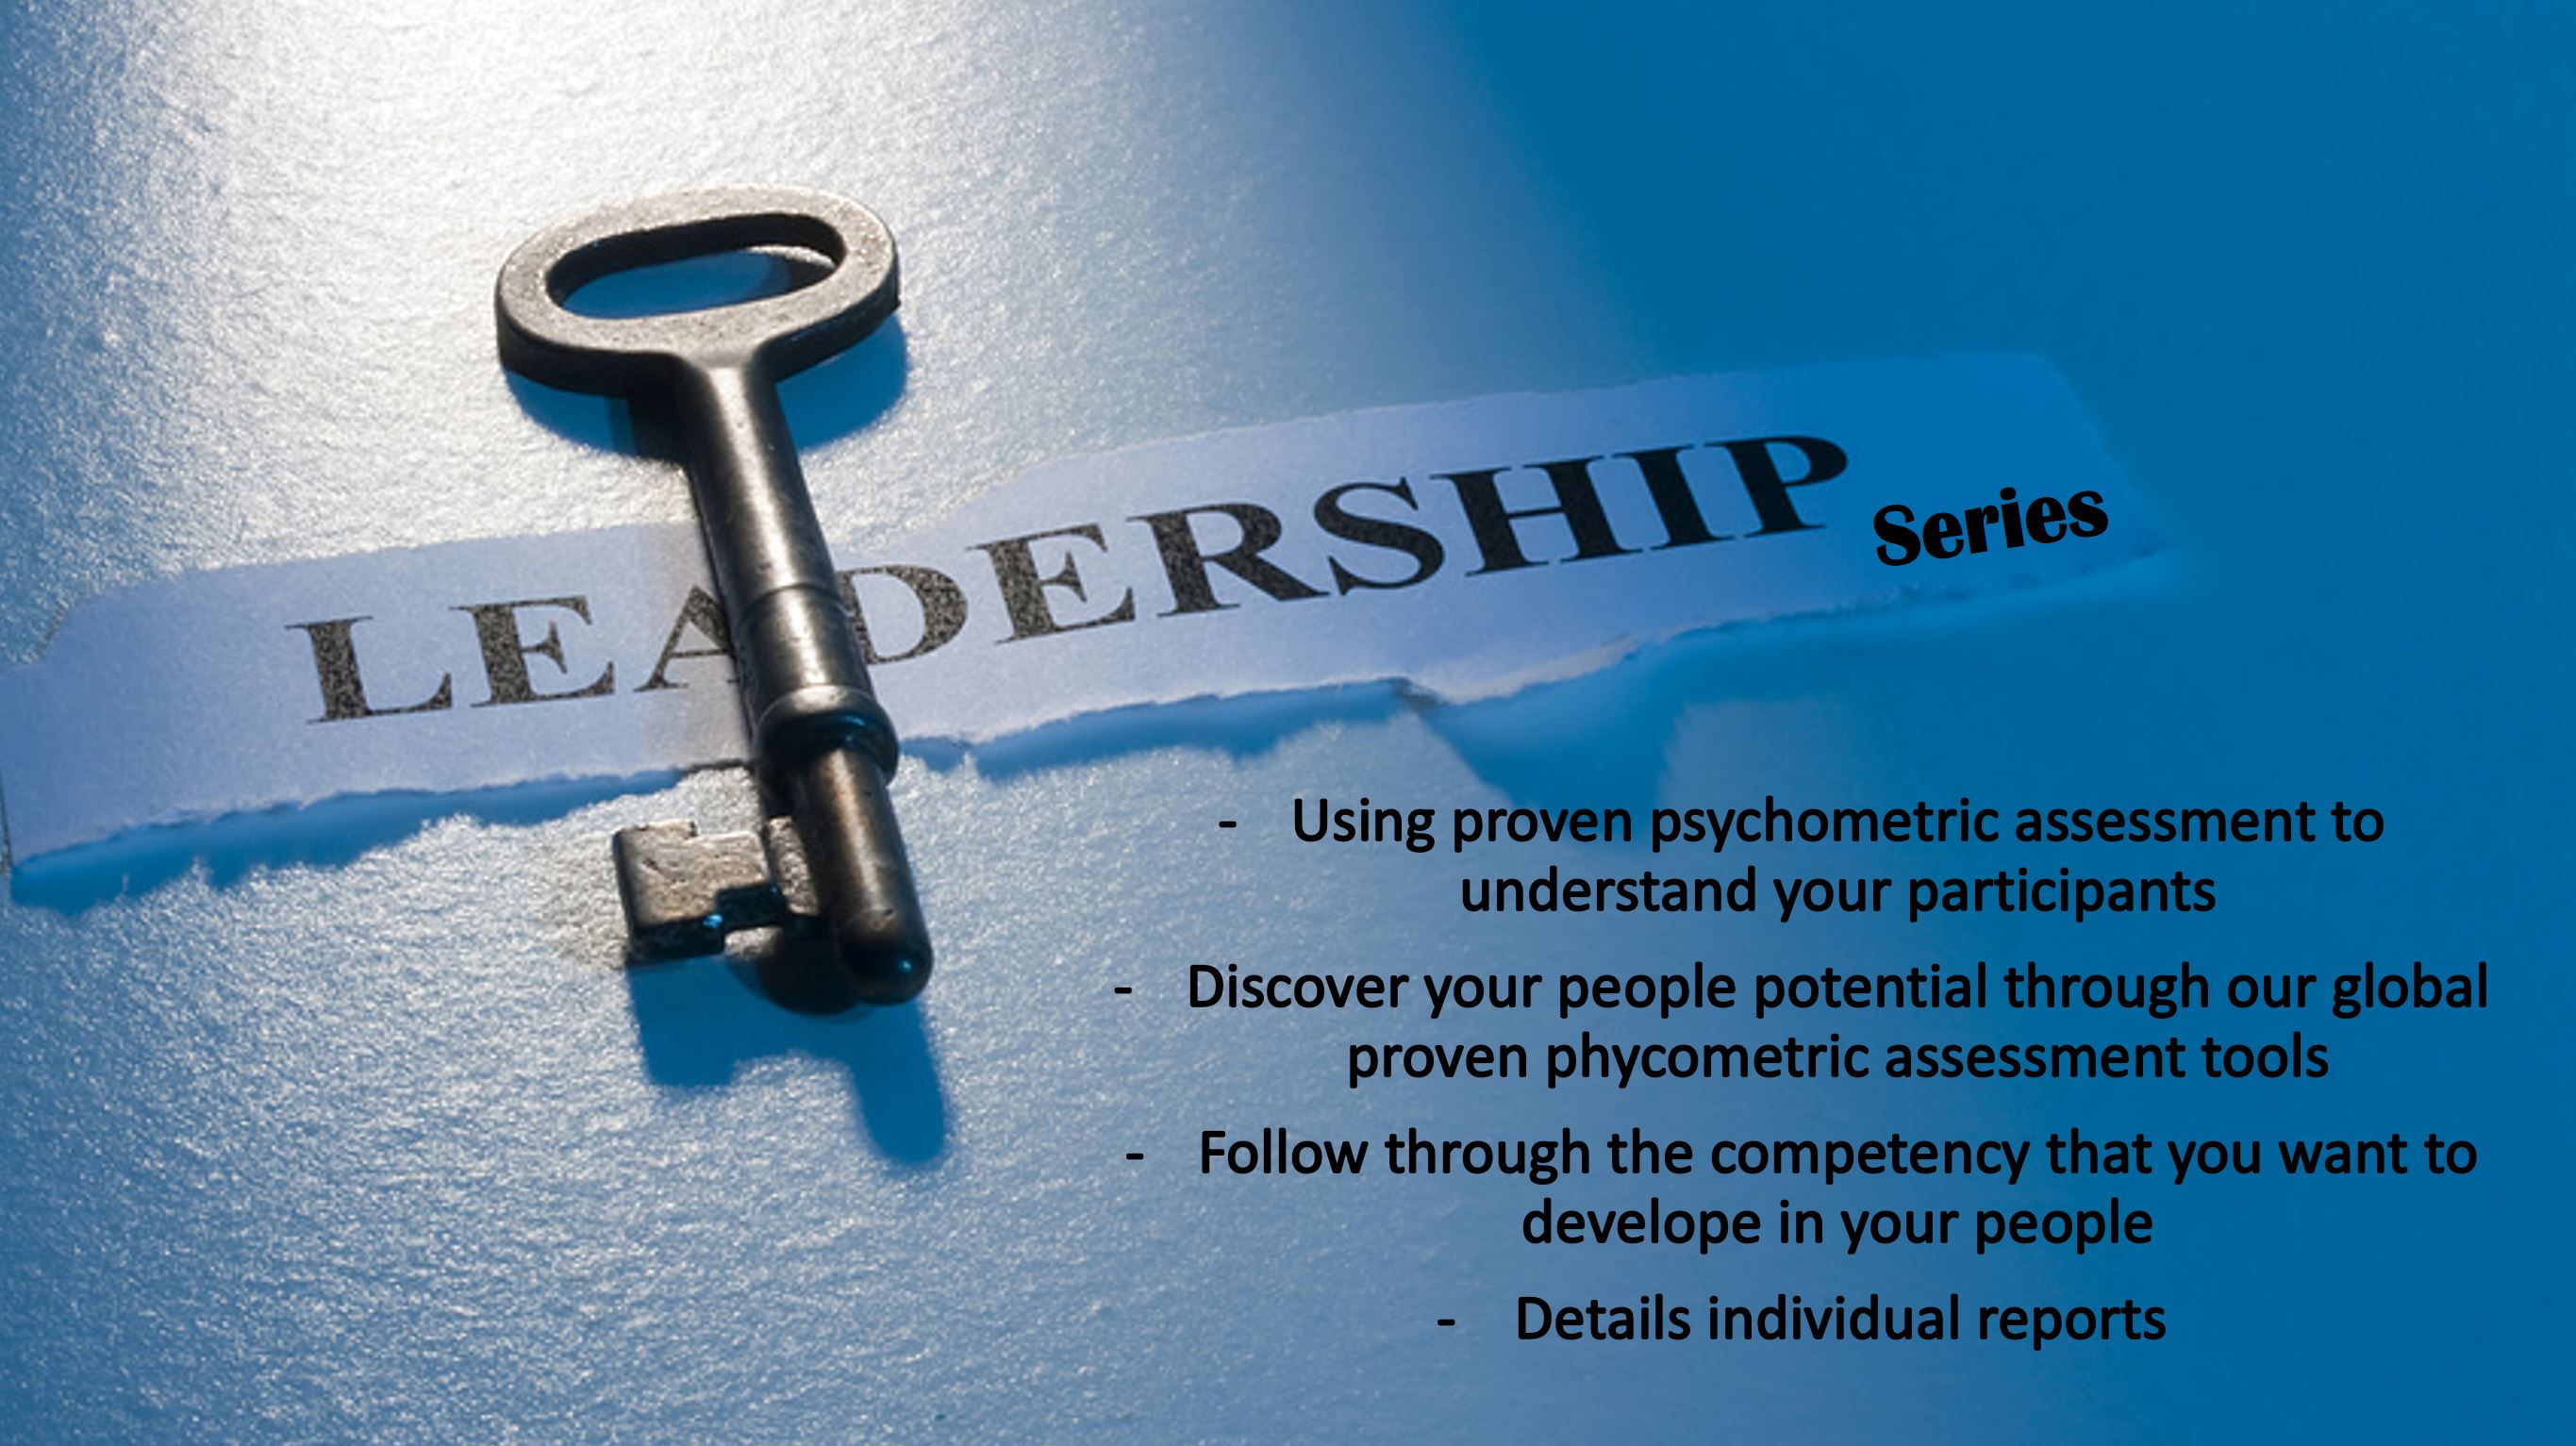 LEADERSHIP Series
- Using proven psychometric assessment to
understand your participants
- Discover your people potential through our global
proven phycometric assessment tools
- Follow through the competency that you want to
develope in your people
- Details individual reports